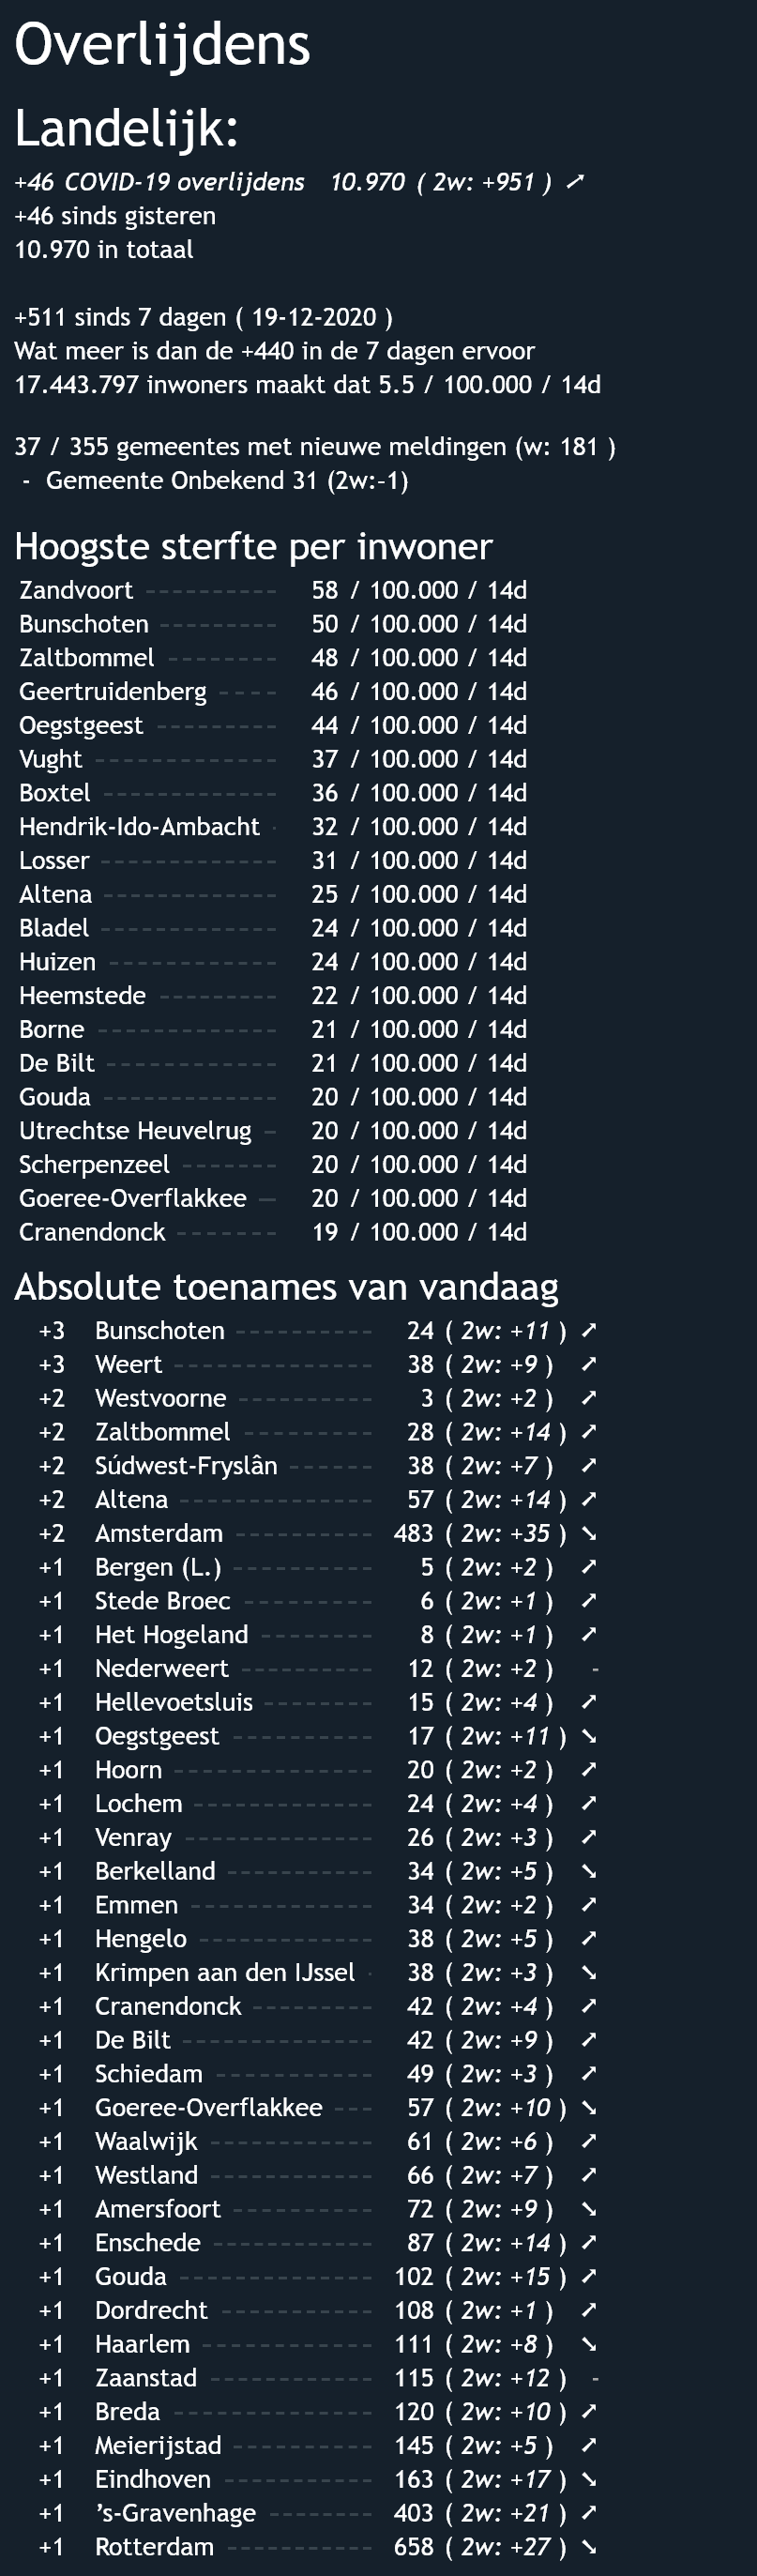 Overlijdens
Landelijk:
+46 COVID-19 overlijdens 10.970 ( 2w: +951 ) ➚
+46 sinds gisteren
10.970 in totaal
+511 sinds 7 dagen ( 19-12-2020 )
Wat meer is dan de +440 in de 7 dagen ervoor
17.443.797 inwoners maakt dat 5.5 / 100.000 / 14d
37 / 355 gemeentes met nieuwe meldingen (w: 181 )
- Gemeente Onbekend 31 (2w:-1)
Hoogste sterfte per inwoner
Zandvoort ---------- 58 / 100.000 / 14d
Bunschoten --------- 50 / 100.000 / 14d
Zaltbommel -------- 48 / 100.000 / 14d
Geertruidenberg ---- 46 / 100.000 / 14d
Oegstgeest --------- 44 / 100.000 / 14d
Vught -------------- 37 / 100.000 / 14d
Boxtel ------------- 36 / 100.000 / 14d
Hendrik-Ido-Ambacht - 32 / 100.000 / 14d
Losser ------------- 31 / 100.000 / 14d
Altena ------------- 25 / 100.000 / 14d
Bladel ------------- 24 / 100.000 / 14d
Huizen ------------- 24 / 100.000 / 14d
Heemstede --------- 22 / 100.000 / 14d
Borne -------------- 21 / 100.000 / 14d
De Bilt ------------- 21 / 100.000 / 14d
Gouda ------------- 20 / 100.000 / 14d
Utrechtse Heuvelrug - 20 / 100.000 / 14d
Scherpenzeel ------- 20 / 100.000 / 14d
Goeree-Overflakkee -- 20 / 100.000 / 14d
Cranendonck ------- 19 / 100.000 / 14d
Absolute toenames van vandaag
+3 Bunschoten ---------- 24 ( 2w: +11 ) ➚
+3 Weert --------------- 38 ( 2w: +9 ) ➚
+2 Westvoorne ---------- 3 ( 2w: +2 ) ➚
+2 Zaltbommel ---------- 28 ( 2w: +14 ) ➚
+2 Súdwest-Fryslân ------ 38 ( 2w: +7 ) ➚
+2 Altena -------------- 57 ( 2w: +14 ) ➚
+2 Amsterdam ---------- 483 ( 2w: +35 ) ➘
+1 Bergen (L.) ---------- 5 ( 2w: +2 ) ➚
+1 Stede Broec --------- 6 ( 2w: +1 ) ➚
+1 Het Hogeland -------- 8 ( 2w: +1 ) ➚
+1 Nederweert ---------- 12 ( 2w: +2 ) -
+1 Hellevoetsluis -------- 15 ( 2w: +4 ) ➚
+1 Oegstgeest ---------- 17 ( 2w: +11 ) ➘
+1 Hoorn --------------- 20 ( 2w: +2 ) ➚
+1 Lochem ------------- 24 ( 2w: +4 ) ➚
+1 Venray -------------- 26 ( 2w: +3 ) ➚
+1 Berkelland ----------- 34 ( 2w: +5 ) ➘
+1 Emmen ------------- 34 ( 2w: +2 ) ➚
+1 Hengelo ------------- 38 ( 2w: +5 ) ➚
+1 Krimpen aan den IJssel - 38 ( 2w: +3 ) ➘
+1 Cranendonck --------- 42 ( 2w: +4 ) ➚
+1 De Bilt -------------- 42 ( 2w: +9 ) ➚
+1 Schiedam ------------ 49 ( 2w: +3 ) ➚
+1 Goeree-Overflakkee --- 57 ( 2w: +10 ) ➘
+1 Waalwijk ------------ 61 ( 2w: +6 ) ➚
+1 Westland ------------ 66 ( 2w: +7 ) ➚
+1 Amersfoort ---------- 72 ( 2w: +9 ) ➘
+1 Enschede ------------ 87 ( 2w: +14 ) ➚
+1 Gouda -------------- 102 ( 2w: +15 ) ➚
+1 Dordrecht ----------- 108 ( 2w: +1 ) ➚
+1 Haarlem ------------ 111 ( 2w: +8 ) ➘
+1 Zaanstad ------------ 115 ( 2w: +12 ) -
+1 Breda --------------- 120 ( 2w: +10 ) ➚
+1 Meierijstad ---------- 145 ( 2w: +5 ) ➚
+1 Eindhoven ----------- 163 ( 2w: +17 ) ➘
+1 ’s-Gravenhage -------- 403 ( 2w: +21 ) ➚
+1 Rotterdam ----------- 658 ( 2w: +27 ) ➘